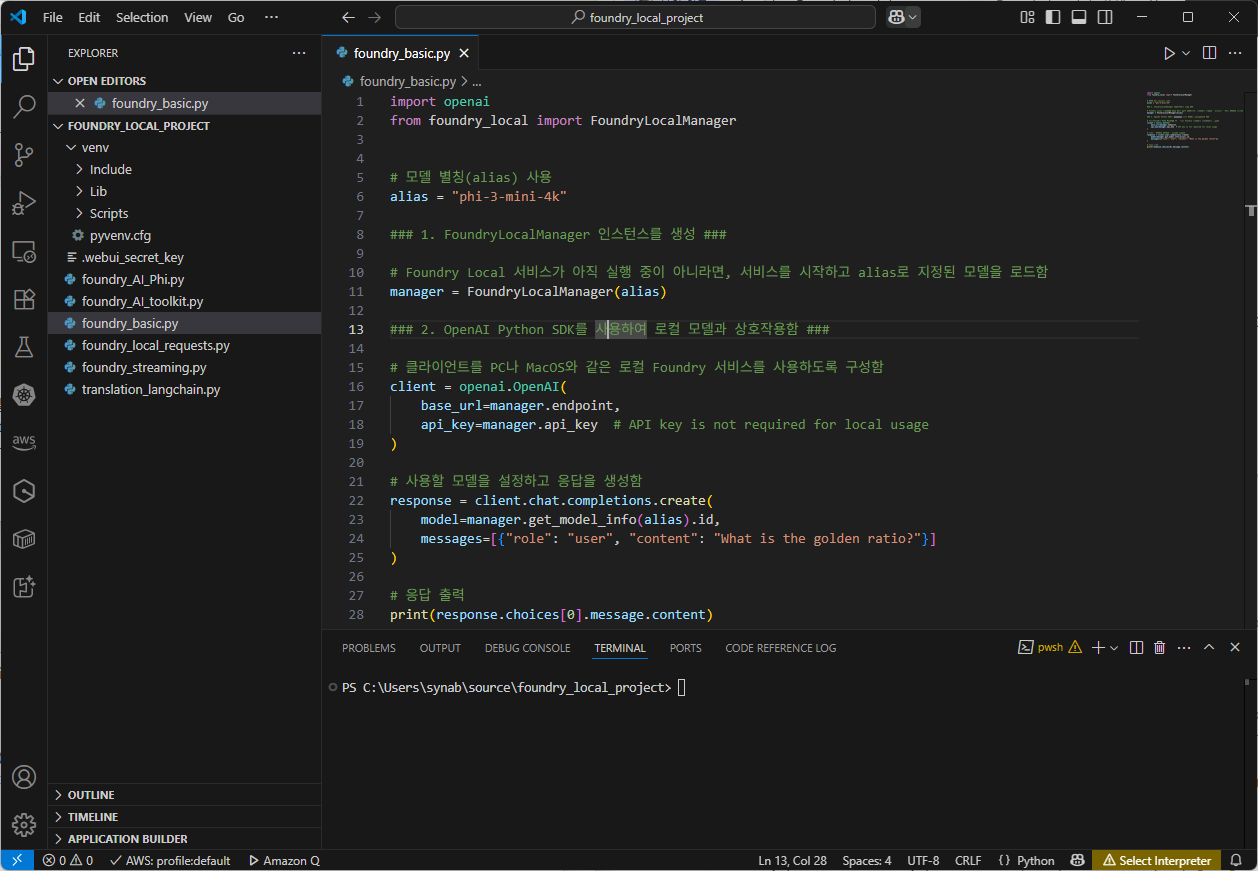 File Edit Selection View Go ··· foundry_local_project
EXPLORER ···
OPEN EDITORS
foundry_basic.py
FOUNDRY_LOCAL_PROJECT
venv
Include
Lib
Scripts
pyvenv.cfg
.webui_secret_key
foundry_AI_Phi.py
foundry_AI_toolkit.py
foundry_basic.py
foundry_local_requests.py
foundry_streaming.py
translation_langchain.py
OUTLINE
TIMELINE
APPLICATION BUILDER
aws
foundry_basic.py
foundry_basic.py > ...
1 import openai
2 from foundry_local import FoundryLocalManager
3
4
5 # 모델 별칭(alias) 사용
6 alias = "phi-3-mini-4k"
7
8 ### 1. FoundryLocalManager 인스턴스를 생성 ###
9
10 # Foundry Local 서비스가 아직 실행 중이 아니라면, 서비스를 시작하고 alias로 지정된 모델을 로드함
11 manager = FoundryLocalManager(alias)
12
13 ### 2. OpenAI Python SDK를 사용하여 로컬 모델과 상호작용함 ###
14
15 # 클라이언트를 PC나 MacOS와 같은 로컬 Foundry 서비스를 사용하도록 구성함
16 client = openai.OpenAI(
17 base_url=manager.endpoint,
18 api_key=manager.api_key # API key is not required for local usage
19 )
20
21 # 사용할 모델을 설정하고 응답을 생성함
22 response = client.chat.completions.create(
23 model=manager.get_model_info(alias).id,
24 messages=[{"role": "user", "content": "What is the golden ratio?"}]
25 )
26
27 # 응답 출력
28 print(response.choices[0].message.content)
PROBLEMS OUTPUT DEBUG CONSOLE TERMINAL PORTS CODE REFERENCE LOG pwsh
PS C:\Users\synab\source\foundry_local_project>
0 0 AWS: profile:default Amazon Q Ln 13, Col 28 Spaces: 4 UTF-8 CRLF {} Python Select Interpreter